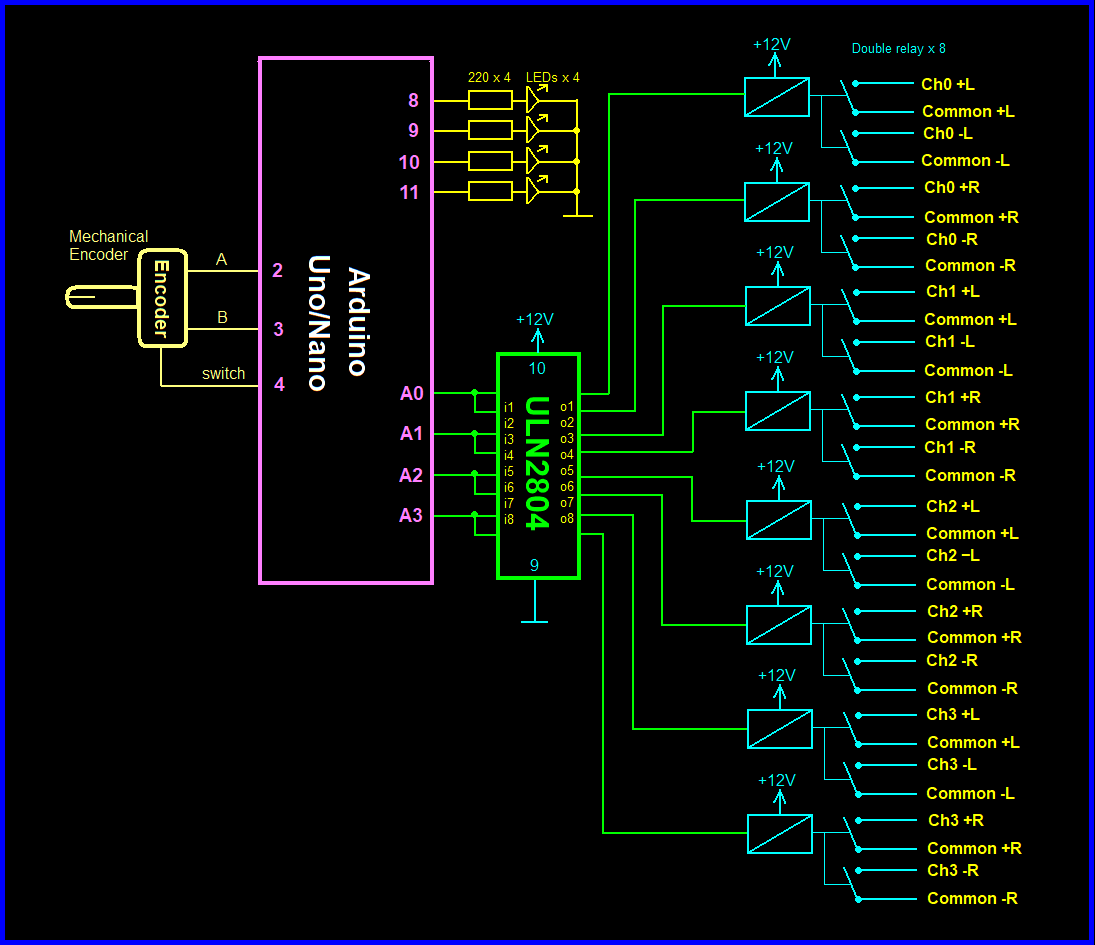 Double relay x 8
220 x 4
LEDs x 4
8
9
10
11
Mechanical
Encoder
Encoder
A
B
switch
2
3
4
Arduino
Uno/Nano
A0
A1
A2
A3
+12V
10
ULN2804
i1
i2
i3
i4
i5
i6
i7
i8
o1
o2
o3
o4
o5
o6
o7
o8
9
+12V
Ch0 +L
Common +L
Ch0 -L
Common -L
+12V
Ch0 +R
Common +R
Ch0 -R
Common -R
+12V
Ch1 +L
Common +L
Ch1 -L
Common -L
+12V
Ch1 +R
Common +R
Ch1 -R
Common -R
+12V
Ch2 +L
Common +L
Ch2 −L
Common -L
+12V
Ch2 +R
Common +R
Ch2 -R
Common -R
+12V
Ch3 +L
Common +L
Ch3 -L
Common -L
+12V
Ch3 +R
Common +R
Ch3 -R
Common -R